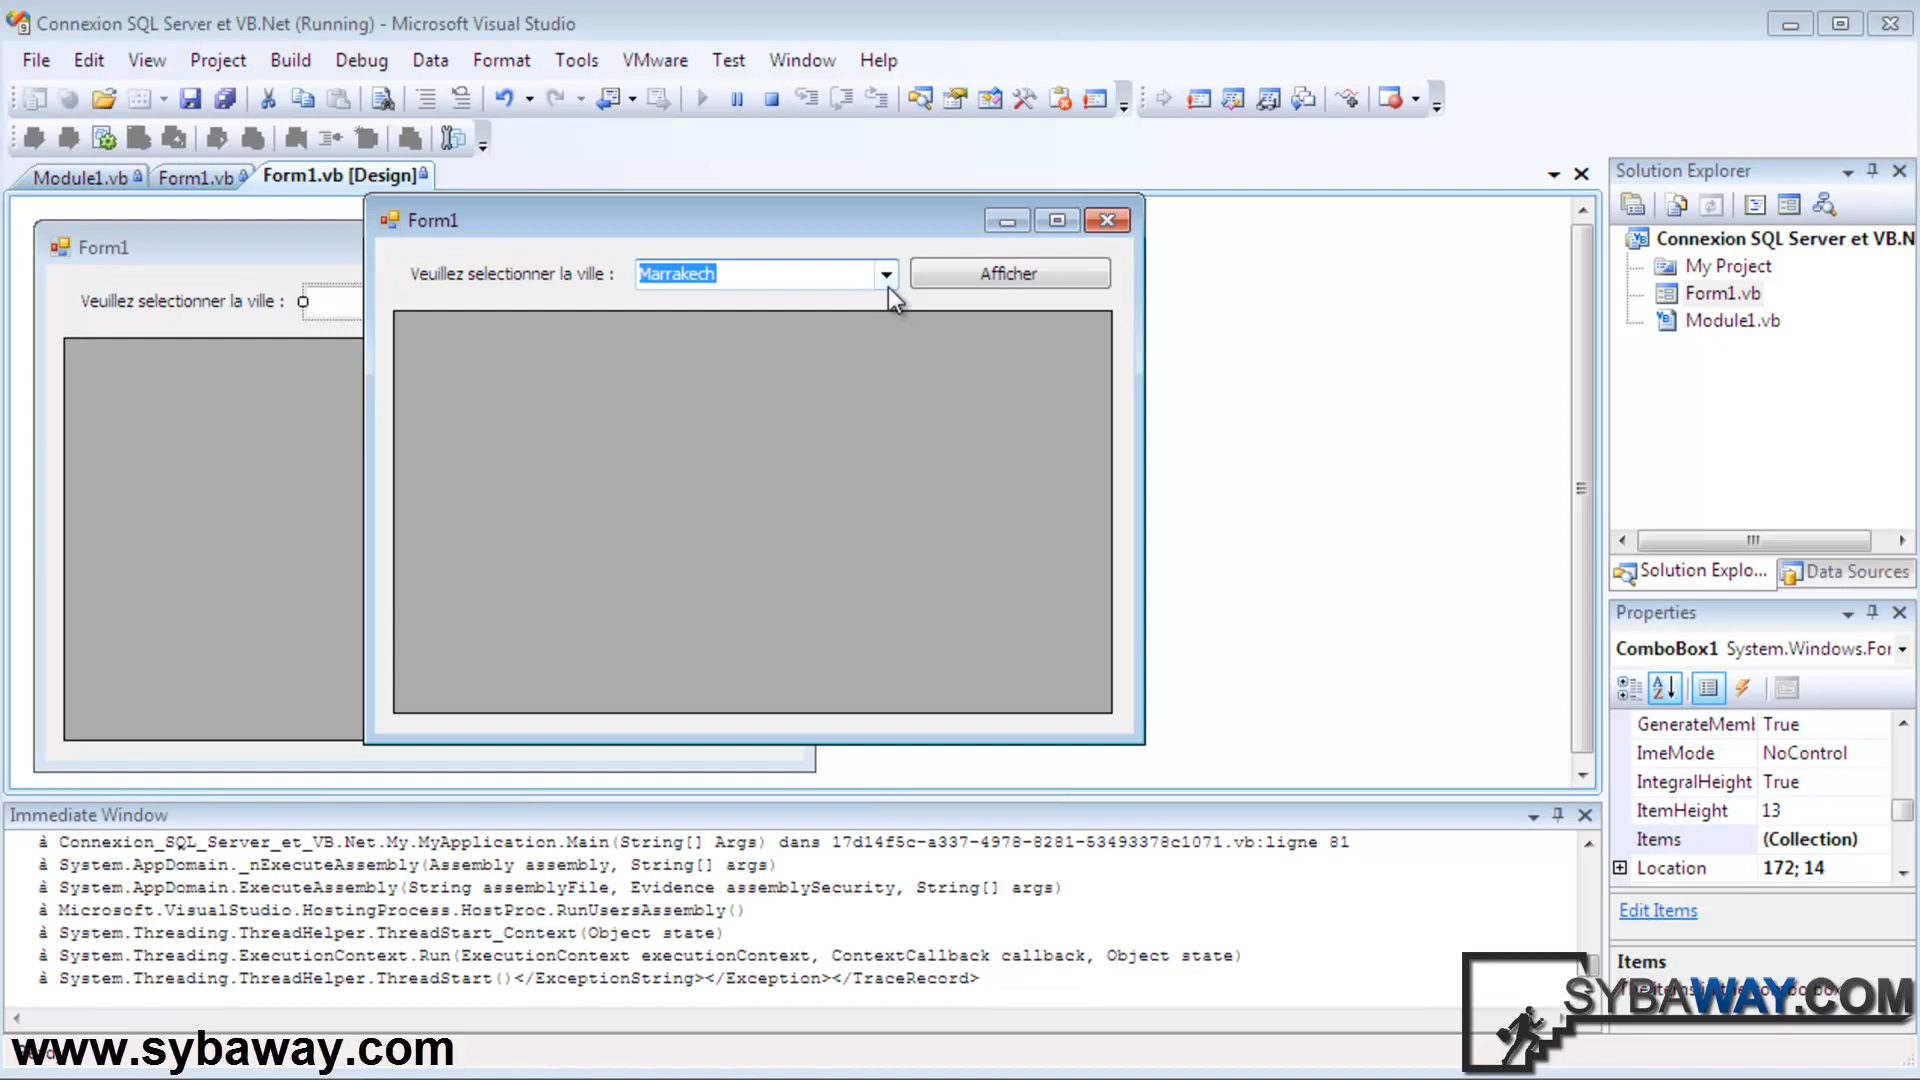 Connexion SQL Server et VB.Net (Running) - Microsoft Visual Studio
File Edit View Project Build Debug Data Format Tools VMware Test Window Help
Module1.vb Form1.vb Form1.vb [Design]
Form1
Veuillez selectionner la ville :
Form1
Veuillez selectionner la ville : Marrakech Afficher
Solution Explorer
Connexion SQL Server et VB.N
My Project
Form1.vb
Module1.vb
Solution Explo... Data Sources
Properties
ComboBox1 System.Windows.For
GenerateMemb True
ImeMode NoControl
IntegralHeight True
ItemHeight 13
Items (Collection)
Location 172; 14
Edit Items
Items
Immediate Window
à Connexion_SQL_Server_et_VB.Net.My.MyApplication.Main(String[] Args) dans 17d14f5c-a337-4978-8281-53493378c1071.vb:ligne 81
à System.AppDomain._nExecuteAssembly(Assembly assembly, String[] args)
à System.AppDomain.ExecuteAssembly(String assemblyFile, Evidence assemblySecurity, String[] args)
à Microsoft.VisualStudio.HostingProcess.HostProc.RunUsersAssembly()
à System.Threading.ThreadHelper.ThreadStart_Context(Object state)
à System.Threading.ExecutionContext.Run(ExecutionContext executionContext, ContextCallback callback, Object state)
à System.Threading.ThreadHelper.ThreadStart()</ExceptionString></Exception></TraceRecord>
www.sybaway.com
SYBAWAY.COM